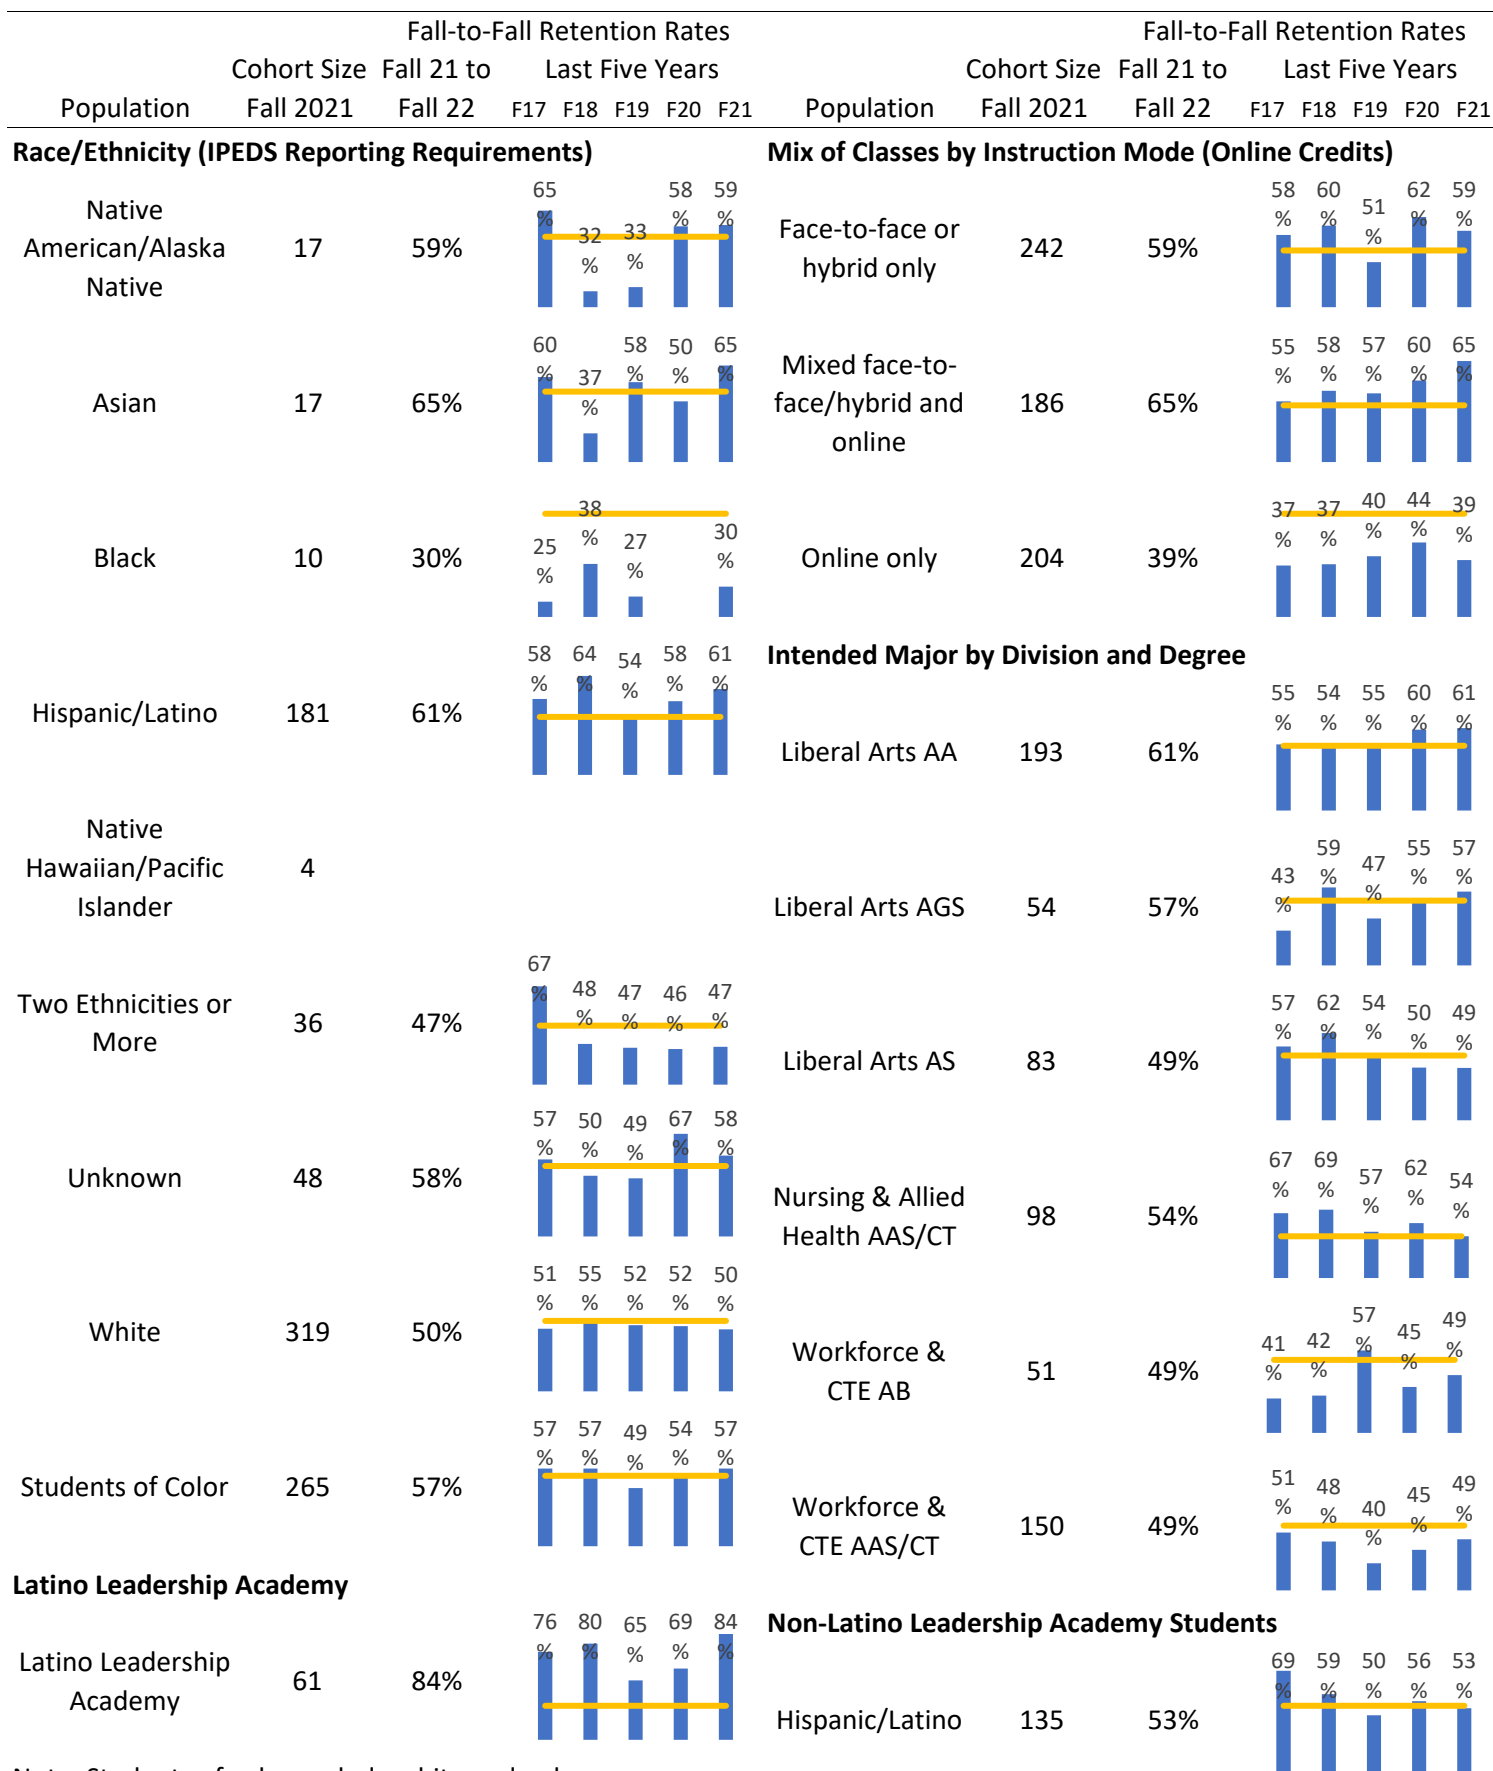 Fall-to-Fall Retention Rates
Cohort Size Fall 21 to Last Five Years
Population Fall 2021 Fall 22 F17 F18 F19 F20 F21
Race/Ethnicity (IPEDS Reporting Requirements)
65 58 59
% 32 33 % %
% %
Native
American/Alaska
Native
17 59%
60 58 50 65
% 37 % % %
%
Asian 17 65%
38
25 % 27 30
% % %
Black 10 30%
58 64 54 58 61
% % % % %
Hispanic/Latino 181 61%
Native
Hawaiian/Pacific
Islander
4
67
% 48 47 46 47
% % % %
Two Ethnicities or
More
36 47%
57 50 49 67 58
% % % % %
Unknown 48 58%
51 55 52 52 50
% % % % %
White 319 50%
57 57 49 54 57
% % % % %
Students of Color 265 57%
Latino Leadership Academy
76 80 65 69 84
% % % % %
Latino Leadership
Academy
61 84%
Fall-to-Fall Retention Rates
Cohort Size Fall 21 to Last Five Years
Population Fall 2021 Fall 22 F17 F18 F19 F20 F21
Mix of Classes by Instruction Mode (Online Credits)
58 60 51 62 59
% % % % %
Face-to-face or
hybrid only
242 59%
55 58 57 60 65
% % % % %
Mixed face-to-
face/hybrid and
online
186 65%
37 37 40 44 39
% % % % %
Online only 204 39%
Intended Major by Division and Degree
55 54 55 60 61
% % % % %
Liberal Arts AA 193 61%
43 59 47 55 57
% % % % %
Liberal Arts AGS 54 57%
57 62 54 50 49
% % % % %
Liberal Arts AS 83 49%
67 69 57 62 54
% % % % %
Nursing & Allied
Health AAS/CT
98 54%
41 42 57 45 49
% % % % %
Workforce &
CTE AB
51 49%
51 48 40 45 49
% % % % %
Workforce &
CTE AAS/CT
150 49%
Non-Latino Leadership Academy Students
69 59 50 56 53
% % % % %
Hispanic/Latino 135 53%